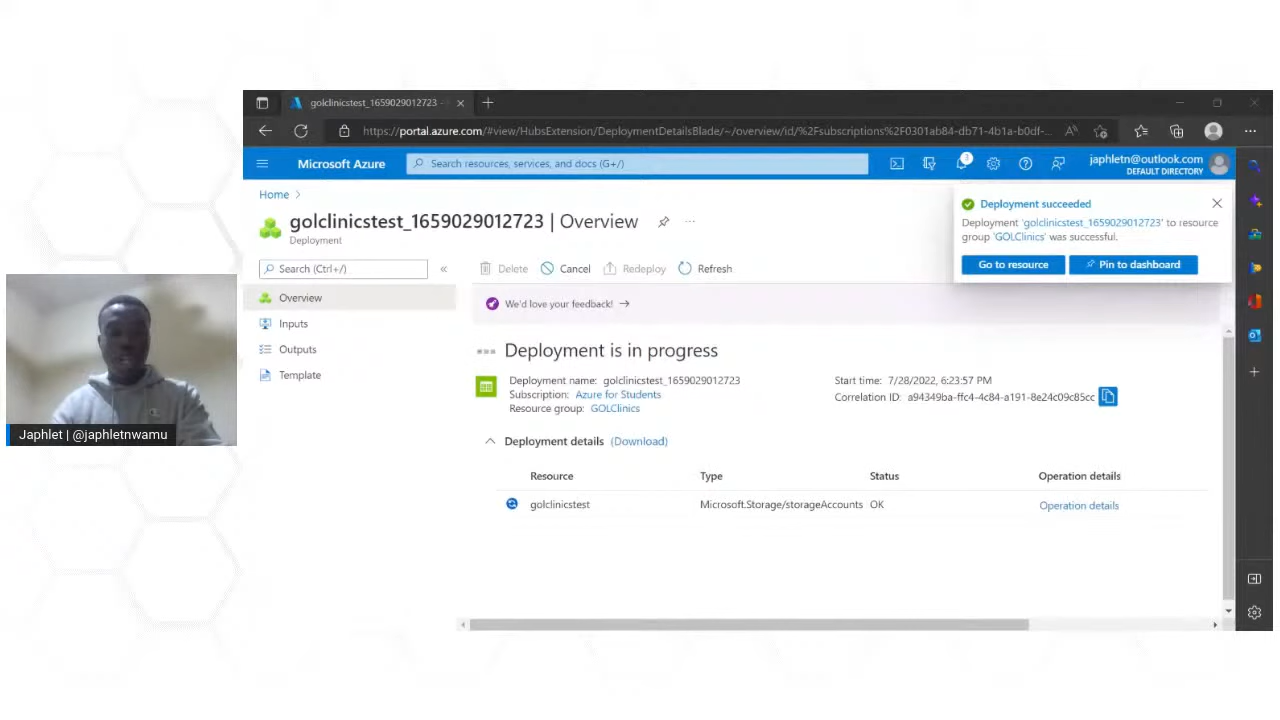 golclinicstest_1659029012723 -
https://portal.azure.com/#view/HubsExtension/DeploymentDetailsBlade/~/overview/id/%2Fsubscriptions%2F0301ab84-db71-4b1a-b0df-...
Microsoft Azure
Search resources, services, and docs (G+/)
3
japhletn@outlook.com
DEFAULT DIRECTORY
Home >
golclinicstest_1659029012723 | Overview
Deployment
Deployment succeeded
Deployment 'golclinicstest_1659029012723' to resource
group 'GOLClinics' was successful.
Go to resource
Pin to dashboard
Search (Ctrl+/)
Delete
Cancel
Redeploy
Refresh
Overview
Inputs
Outputs
Template
We'd love your feedback! →
Deployment is in progress
Deployment name: golclinicstest_1659029012723
Subscription: Azure for Students
Resource group: GOLClinics
Start time: 7/28/2022, 6:23:57 PM
Correlation ID: a94349ba-ffc4-4c84-a191-8e24c09c85cc
Deployment details (Download)
Resource Type Status Operation details
golclinicstest Microsoft.Storage/storageAccounts OK Operation details
Japhlet | @japhletnwamu